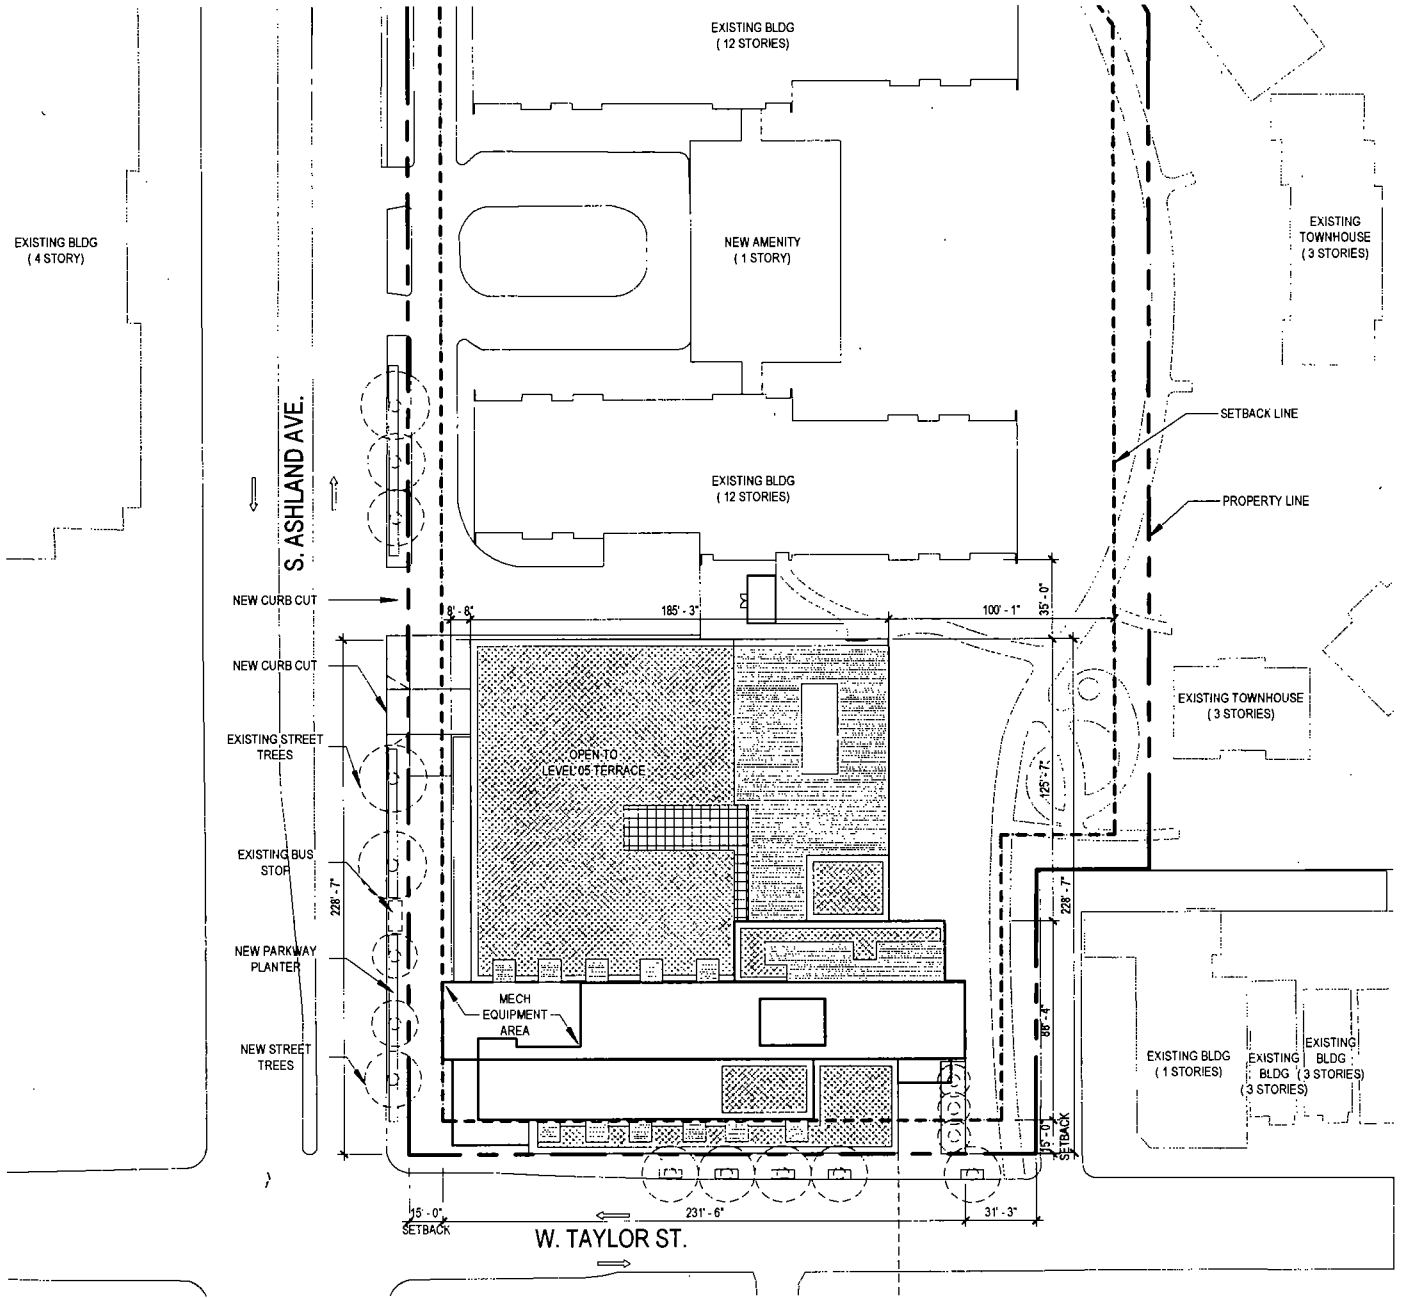 EXISTING BLDG
( 12 STORIES)
EXISTING BLDG
( 4 STORY)
NEW AMENITY
( 1 STORY)
EXISTING
TOWNHOUSE
( 3 STORIES)
S. ASHLAND AVE.
SETBACK LINE
EXISTING BLDG
( 12 STORIES)
PROPERTY LINE
NEW CURB CUT
8' - 8"
185' - 3"
100' - 1"
35' - 0"
NEW CURB CUT
EXISTING TOWNHOUSE
( 3 STORIES)
EXISTING STREET
TREES
OPEN TO
LEVEL 05 TERRACE
125' - 7"
EXISTING BUS
STOP
228' - 7"
228' - 7"
NEW PARKWAY
PLANTER
MECH
EQUIPMENT
AREA
88' - 4"
NEW STREET
TREES
EXISTING BLDG
( 1 STORIES)
EXISTING
BLDG
( 3 STORIES)
EXISTING
BLDG
( 3 STORIES)
15' - 0"
SETBACK
15' - 0"
SETBACK
231' - 6"
31' - 3"
W. TAYLOR ST.